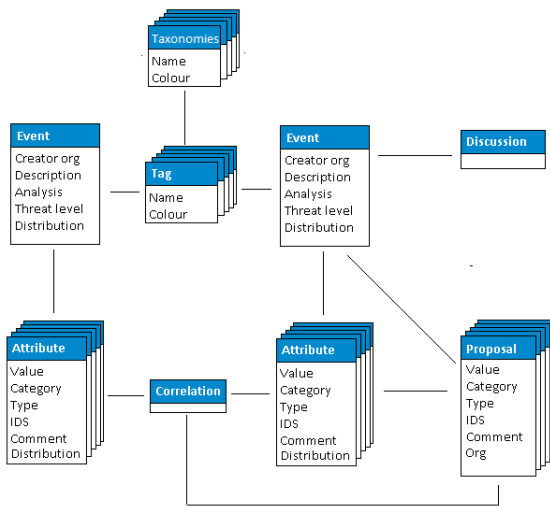 Taxonomies
Name
Colour
Event
Creator org
Description
Analysis
Threat level
Distribution
Tag
Name
Colour
Event
Creator org
Description
Analysis
Threat level
Distribution
Discussion
Attribute
Value
Category
Type
IDS
Comment
Distribution
Correlation
Attribute
Value
Category
Type
IDS
Comment
Distribution
Proposal
Value
Category
Type
IDS
Comment
Org